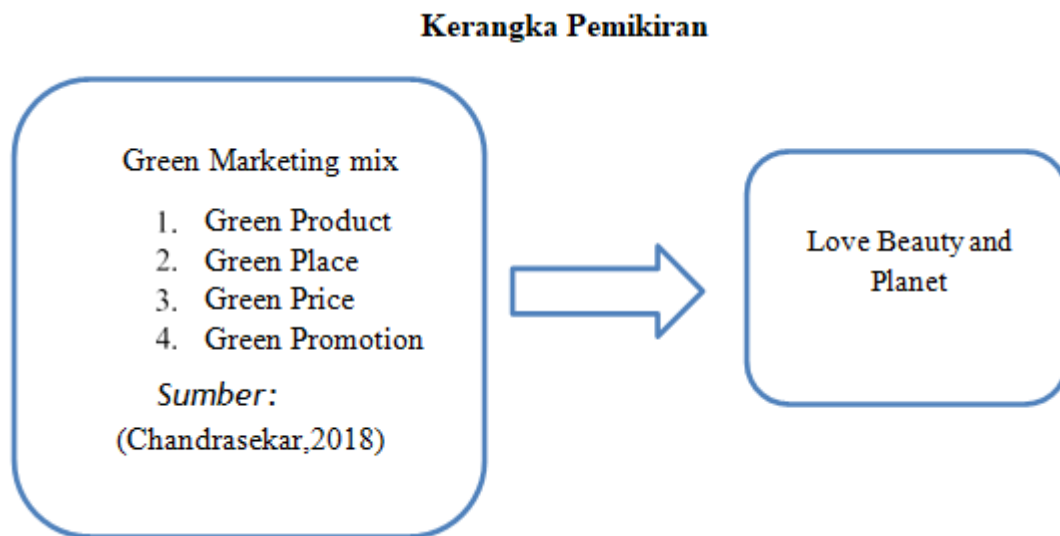 Kerangka Pemikiran
Green Marketing mix
1. Green Product
2. Green Place
3. Green Price
4. Green Promotion
Sumber:
(Chandrasekar,2018)
Love Beauty and
Planet